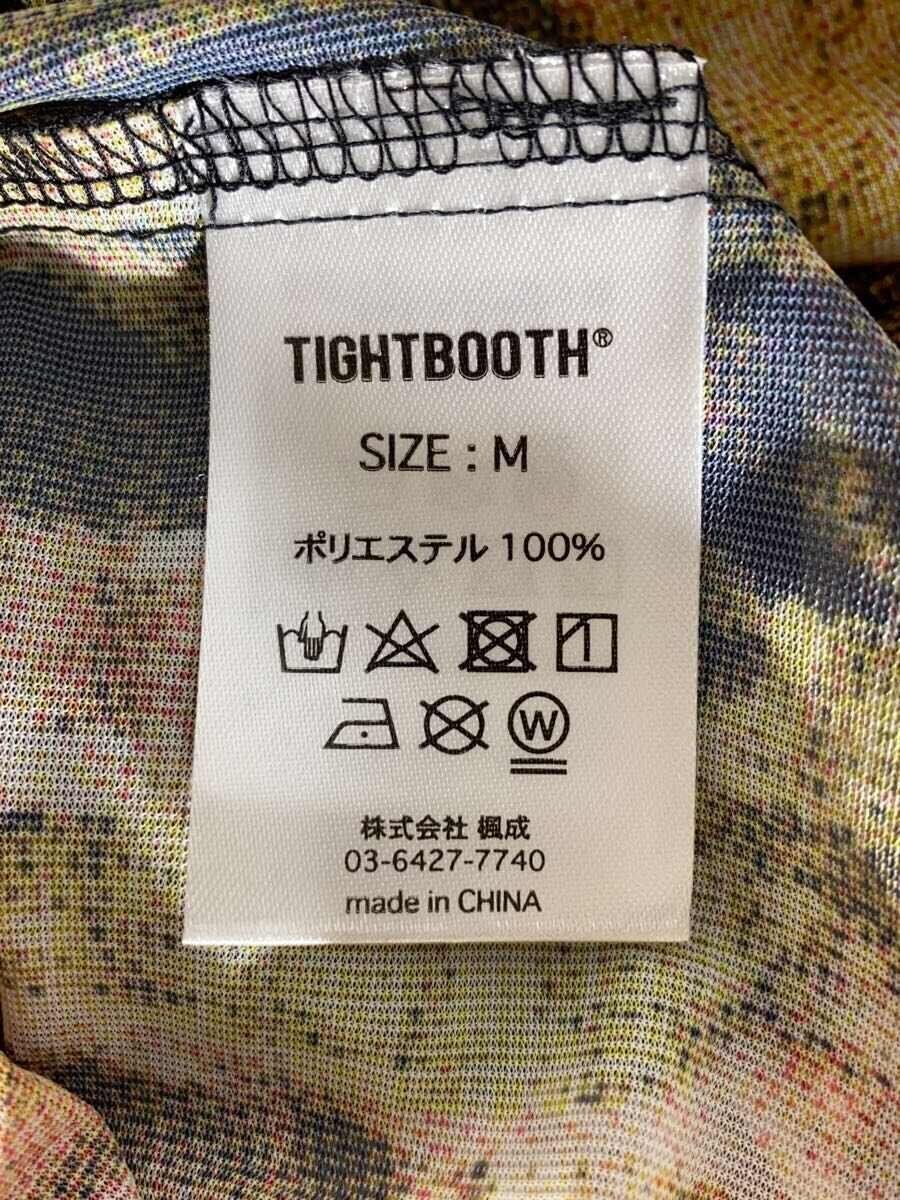 TIGHTBOOTH®
SIZE : M
ポリエステル 100%
1
W
株式会社 楓成
03-6427-7740
made in CHINA